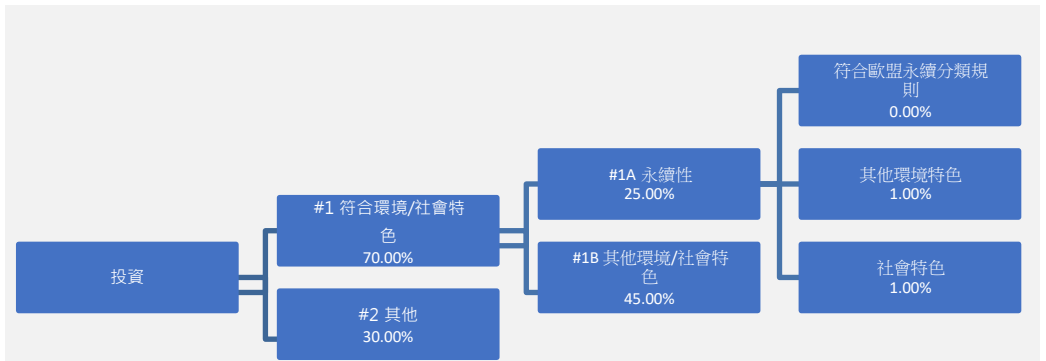 投資
#1 符合環境/社會特
色
70.00%
#2 其他
30.00%
#1A 永續性
25.00%
#1B 其他環境/社會特
色
45.00%
符合歐盟永續分類規
則
0.00%
其他環境特色
1.00%
社會特色
1.00%